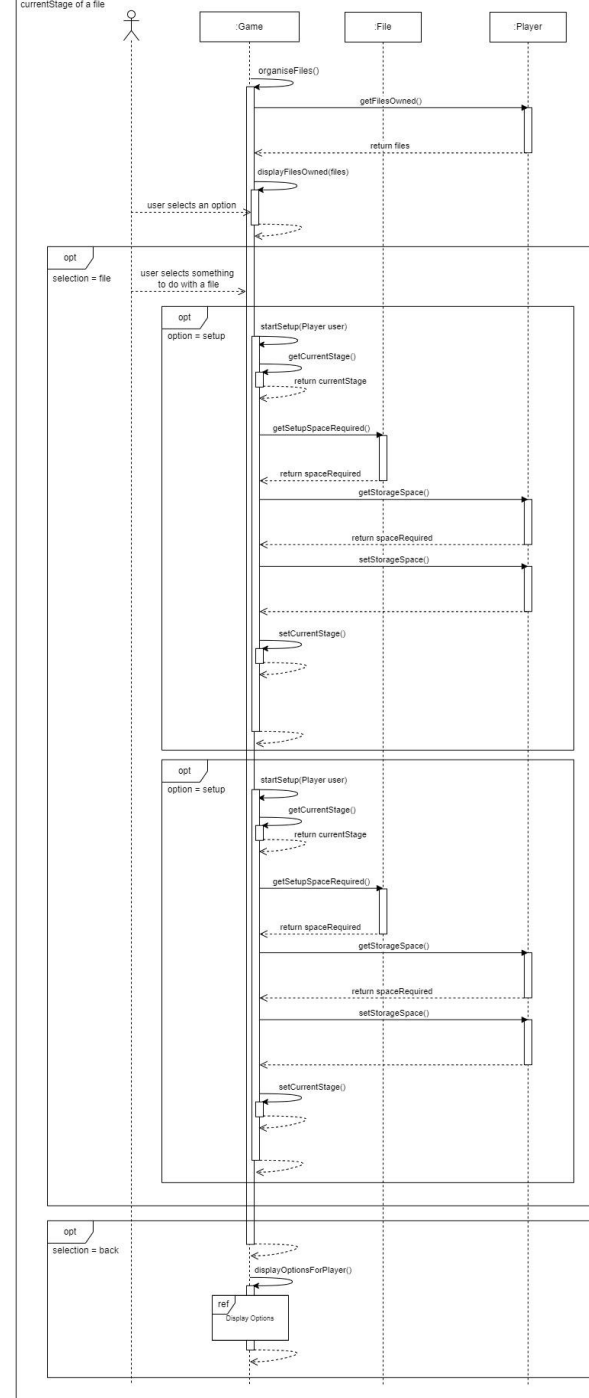 currentStage of a file
:Game
:File
:Player
organiseFiles()
getFilesOwned()
return files
displayFilesOwned(files)
user selects an option
opt
selection = file
user selects something
to do with a file
opt
option = setup
startSetup(Player user)
getCurrentStage()
return currentStage
getSetupSpaceRequired()
return spaceRequired
getStorageSpace()
return spaceRequired
setStorageSpace()
setCurrentStage()
opt
option = setup
startSetup(Player user)
getCurrentStage()
return currentStage
getSetupSpaceRequired()
return spaceRequired
getStorageSpace()
return spaceRequired
setStorageSpace()
setCurrentStage()
opt
selection = back
displayOptionsForPlayer()
ref
Display Options